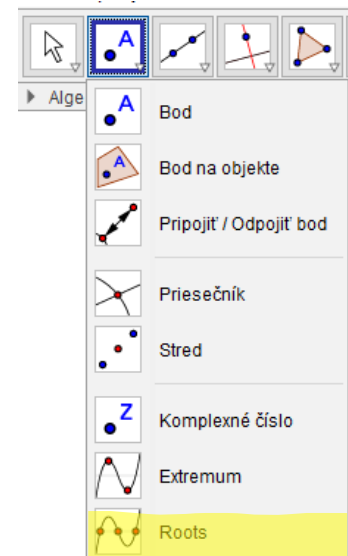 A
Alge
A
Bod
A
Bod na objekte
Pripojiť / Odpojiť bod
Priesečník
Stred
Z
Komplexné číslo
Extremum
Roots